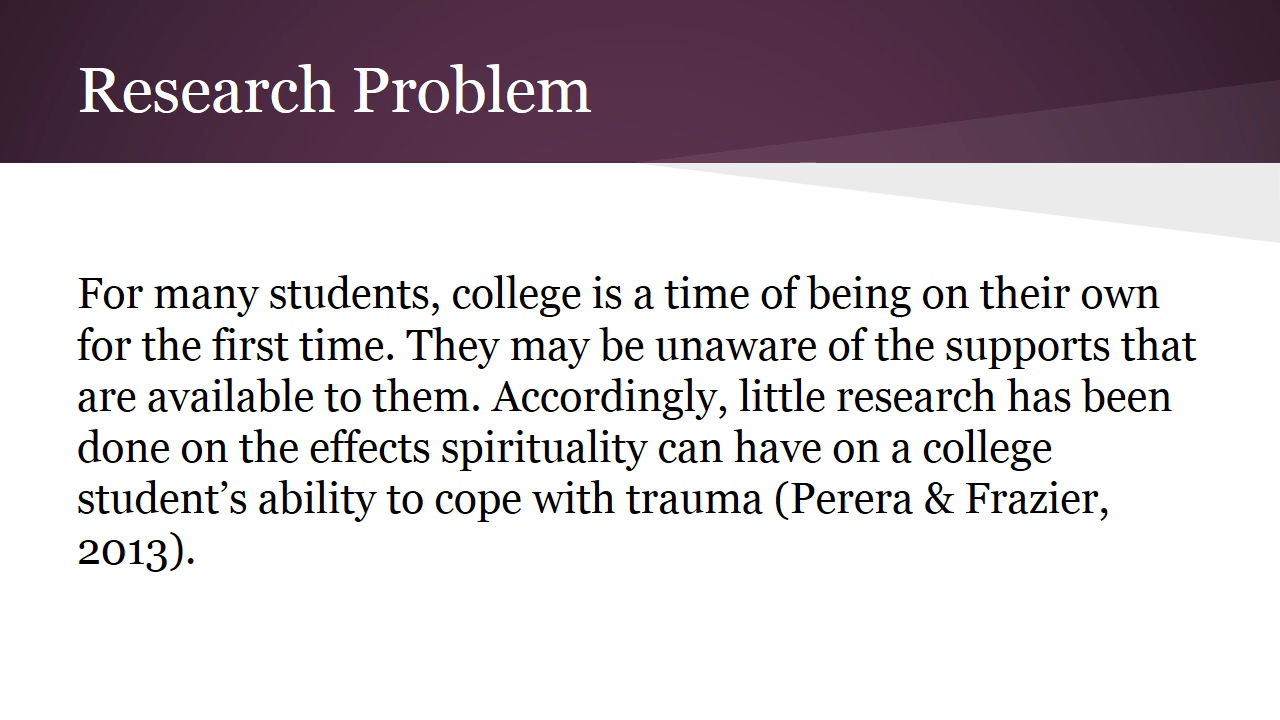 Research Problem
For many students, college is a time of being on their own
for the first time. They may be unaware of the supports that
are available to them. Accordingly, little research has been
done on the effects spirituality can have on a college
student’s ability to cope with trauma (Perera & Frazier,
2013).